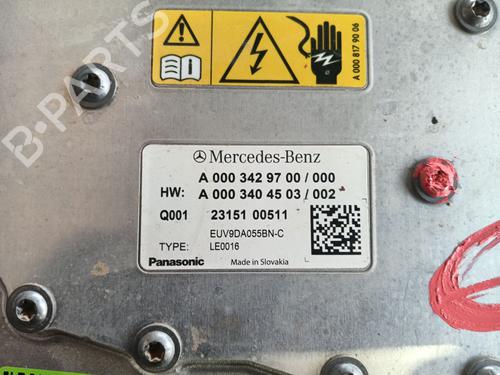 A 000 817 90 06
B-PARTS
Mercedes-Benz
A 000 342 97 00 / 000
HW: A 000 340 45 03 / 002
Q001 23151 00511
EUV9DA055BN-C
TYPE: LE0016
Panasonic Made in Slovakia